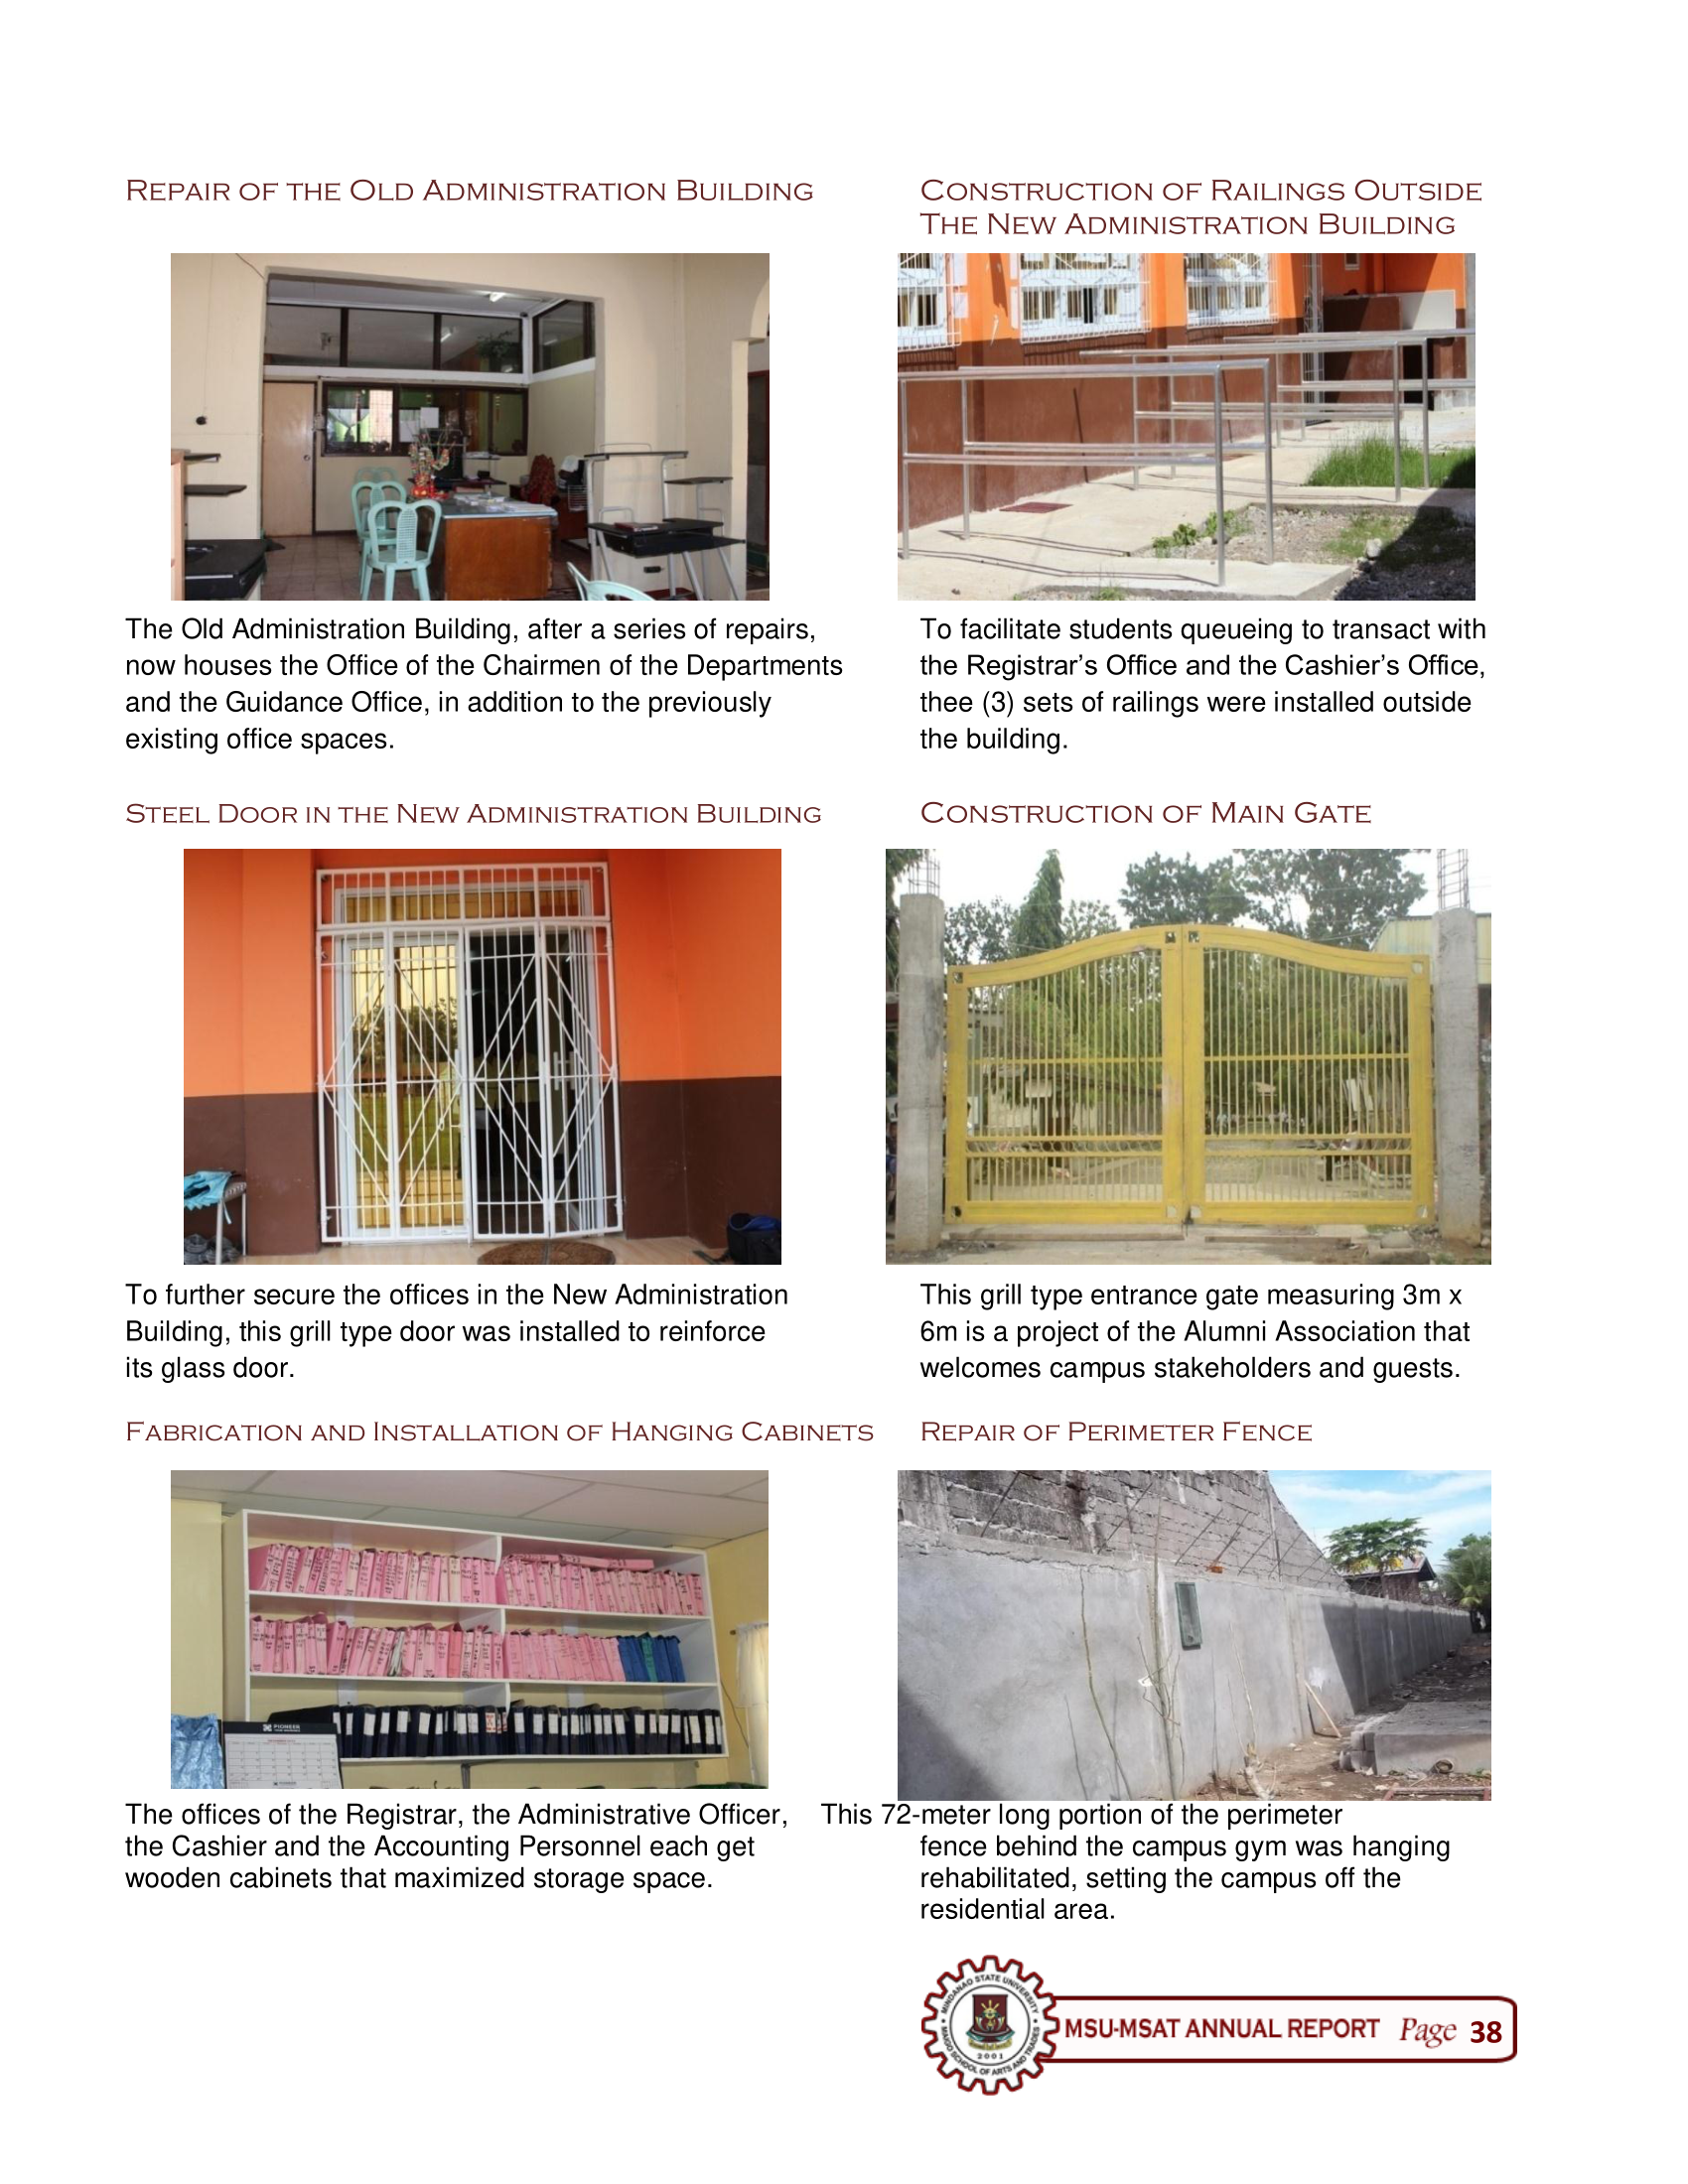 Repair of the Old Administration Building
Construction of Railings Outside
The New Administration Building
The Old Administration Building, after a series of repairs,
now houses the Office of the Chairmen of the Departments
and the Guidance Office, in addition to the previously
existing office spaces.
To facilitate students queueing to transact with
the Registrar’s Office and the Cashier’s Office,
thee (3) sets of railings were installed outside
the building.
Steel Door in the New Administration Building
Construction of Main Gate
To further secure the offices in the New Administration
Building, this grill type door was installed to reinforce
its glass door.
This grill type entrance gate measuring 3m x
6m is a project of the Alumni Association that
welcomes campus stakeholders and guests.
Fabrication and Installation of Hanging Cabinets
Repair of Perimeter Fence
PIONEER
The offices of the Registrar, the Administrative Officer,
the Cashier and the Accounting Personnel each get
wooden cabinets that maximized storage space.
This 72-meter long portion of the perimeter
fence behind the campus gym was hanging
rehabilitated, setting the campus off the
residential area.
MINDANAO STATE UNIVERSITY
MAIGO SCHOOL OF ARTS AND TRADES
2001
MSU-MSAT ANNUAL REPORT Page 38